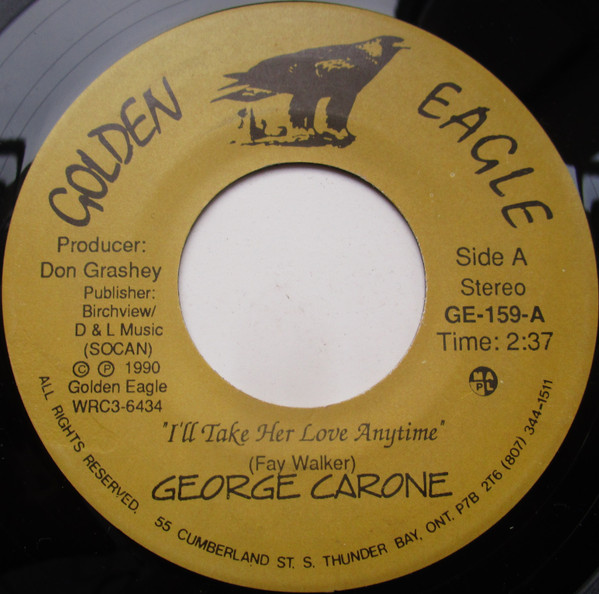 GOLDEN EAGLE
Producer:
Don Grashey
Publisher:
Birchview/
D & L Music
(SOCAN)
© ℗ 1990
Golden Eagle
WRC3-6434
Side A
Stereo
GE-159-A
Time: 2:37
M A
P L
"I'll Take Her Love Anytime"
(Fay Walker)
GEORGE CARONE
ALL RIGHTS RESERVED. 55 CUMBERLAND ST. S. THUNDER BAY, ONT. P7B 2T6 (807) 344-1511